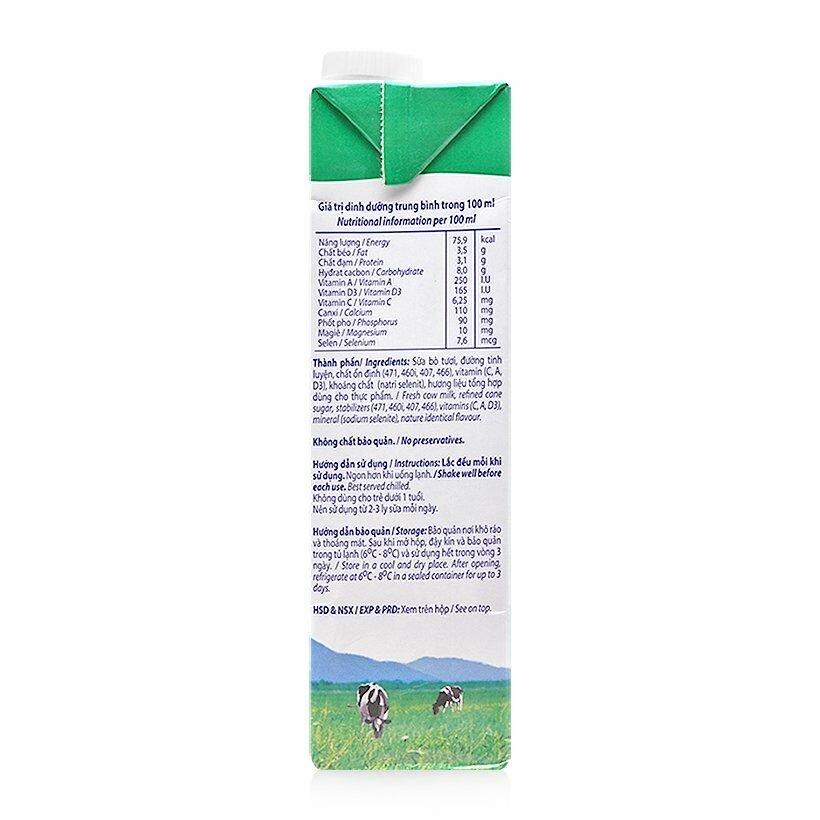 Giá trị dinh dưỡng trung bình trong 100 ml
Nutritional information per 100 ml
Năng lượng / Energy 75,9 kcal
Chất béo / Fat 3,5 g
Chất đạm / Protein 3,1 g
Hyđrat cacbon / Carbohydrate 8,0 g
Vitamin A / Vitamin A 250 I.U
Vitamin D3 / Vitamin D3 165 I.U
Vitamin C / Vitamin C 6,25 mg
Canxi / Calcium 110 mg
Phốt pho / Phosphorus 90 mg
Magiê / Magnesium 10 mg
Selen / Selenium 7,6 mcg
Thành phần/ Ingredients: Sữa bò tươi, đường tinh
luyện, chất ổn định (471, 460i, 407, 466), vitamin (C, A,
D3), khoáng chất (natri selenit), hương liệu tổng hợp
dùng cho thực phẩm. / Fresh cow milk, refined cane
sugar, stabilizers (471, 460i, 407, 466), vitamins (C, A, D3),
mineral (sodium selenite), nature identical flavour.
Không chất bảo quản. / No preservatives.
Hướng dẫn sử dụng / Instructions: Lắc đều mỗi khi
sử dụng. Ngon hơn khi uống lạnh. / Shake well before
each use. Best served chilled.
Không dùng cho trẻ dưới 1 tuổi.
Nên sử dụng từ 2-3 ly sữa mỗi ngày.
Hướng dẫn bảo quản / Storage: Bảo quản nơi khô ráo
và thoáng mát. Sau khi mở hộp, đậy kín và bảo quản
trong tủ lạnh (6°C - 8°C) và sử dụng hết trong vòng 3
ngày. / Store in a cool and dry place. After opening,
refrigerate at 6°C - 8°C in a sealed container for up to 3
days.
HSD & NSX / EXP & PRD: Xem trên hộp / See on top.